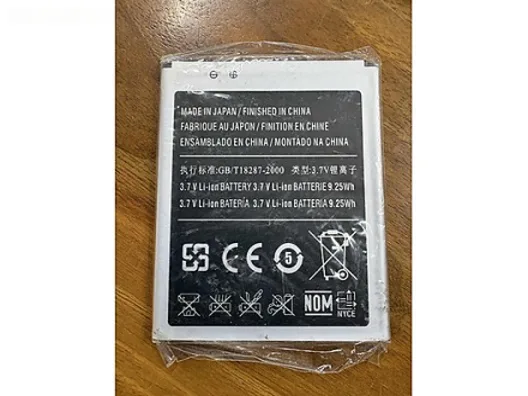 MADE IN JAPAN / FINISHED IN CHINA
FABRIQUE AU JAPON / FINITION EN CHINE
ENSAMBLADO EN CHINA / MONTADO NA CHINA
执行标准:GB/T18287-2000 类型:3.7V锂离子
3.7 V Li-ion BATTERY 3.7 V Li-ion BATTERIE 9.25Wh
3.7 V Li-ion BATERÍA 3.7 V Li-ion BATERIA 9.25Wh
CE 5
NOM NYCE